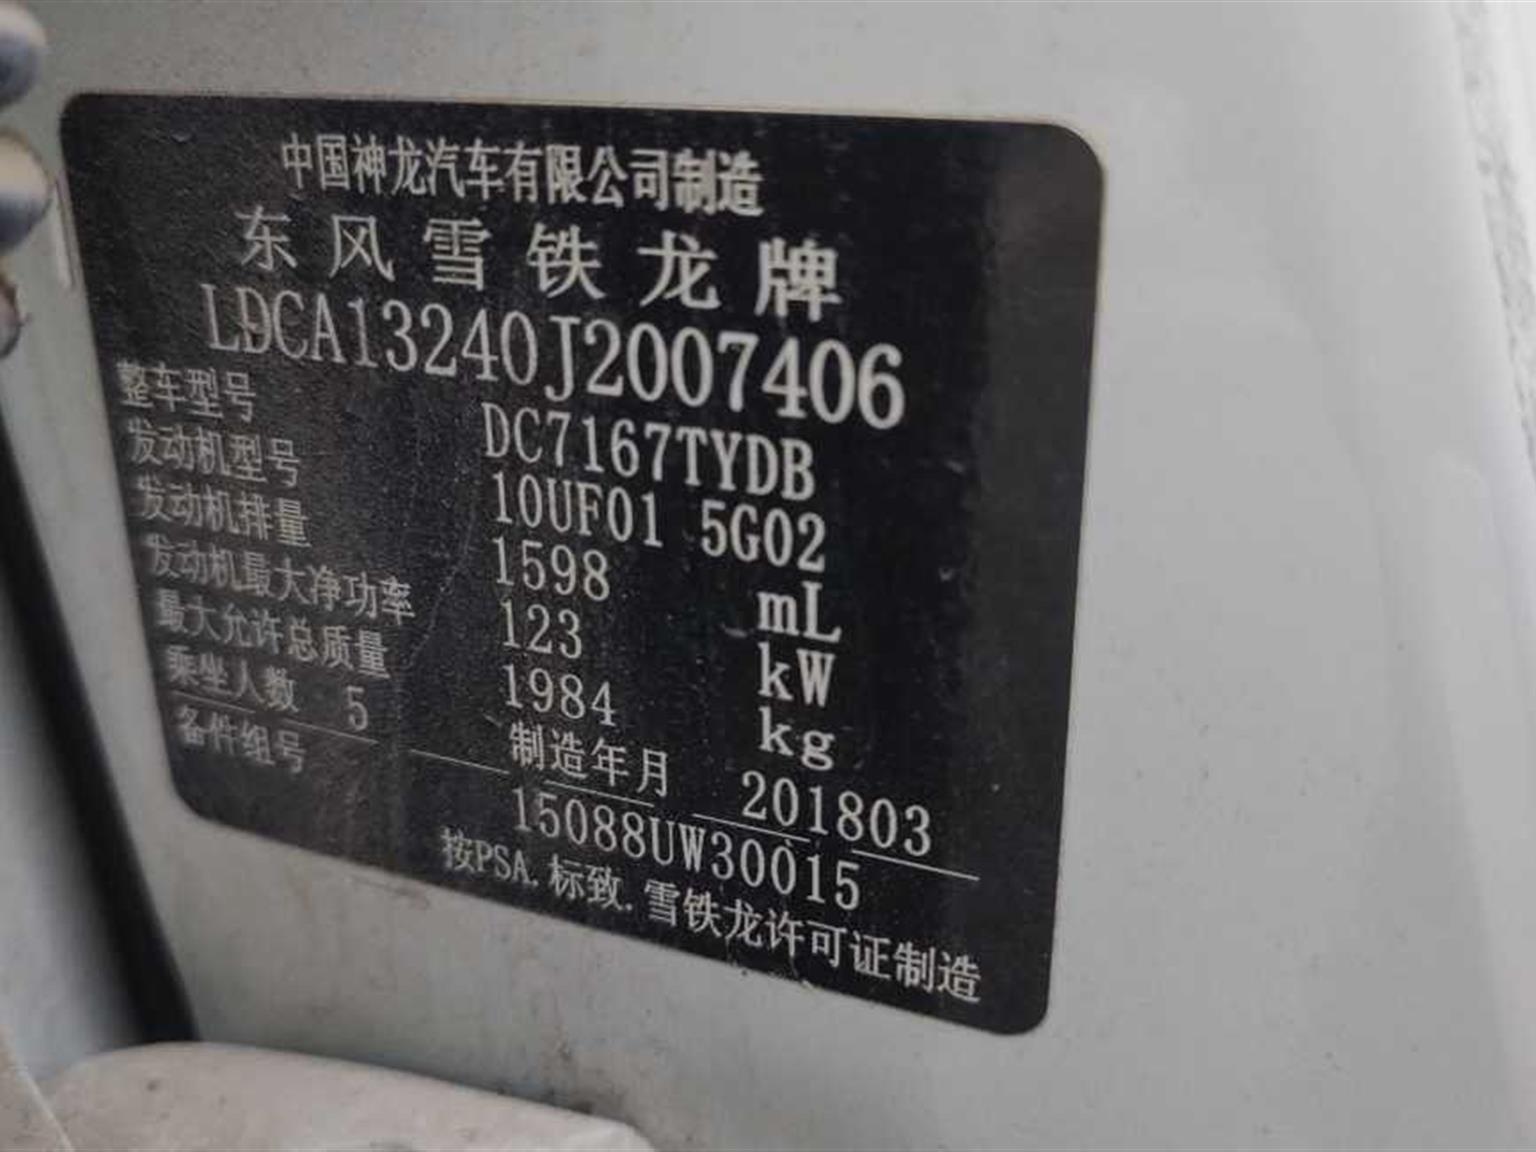 中国神龙汽车有限公司制造
东风雪铁龙牌
LDCA13240J2007406
整车型号 DC7167TYDB
发动机型号 10UF01 5G02
发动机排量 1598 mL
发动机最大净功率 123 kW
最大允许总质量 1984 kg
乘坐人数 5 制造年月 201803
备件组号 15088UW30015
按PSA.标致.雪铁龙许可证制造